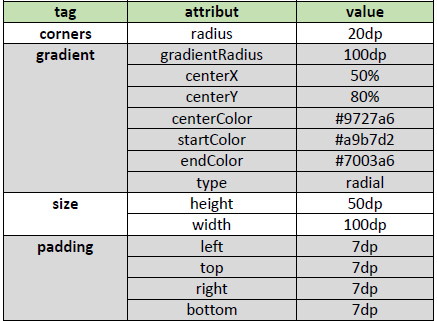 tag attribut value
corners radius 20dp
gradient gradientRadius 100dp
centerX 50%
centerY 80%
centerColor #9727a6
startColor #a9b7d2
endColor #7003a6
type radial
size height 50dp
width 100dp
padding left 7dp
top 7dp
right 7dp
bottom 7dp